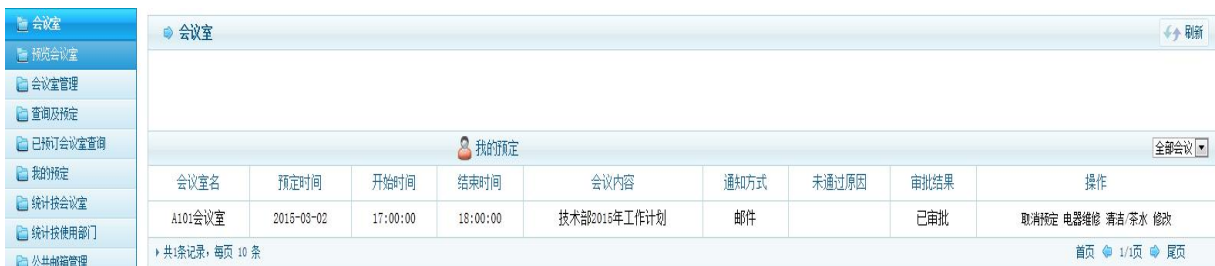 会议室
预览会议室
会议室管理
查询及预定
已预订会议室查询
我的预定
统计按会议室
统计按使用部门
公共邮箱管理
会议室
刷新
我的预定
全部会议
会议室名 预定时间 开始时间 结束时间 会议内容 通知方式 未通过原因 审批结果 操作
A101会议室 2015-03-02 17:00:00 18:00:00 技术部2015年工作计划 邮件 已审批 取消预定 电器维修 清洁/茶水 修改
共1条记录，每页 10 条 首页 1/1页 尾页